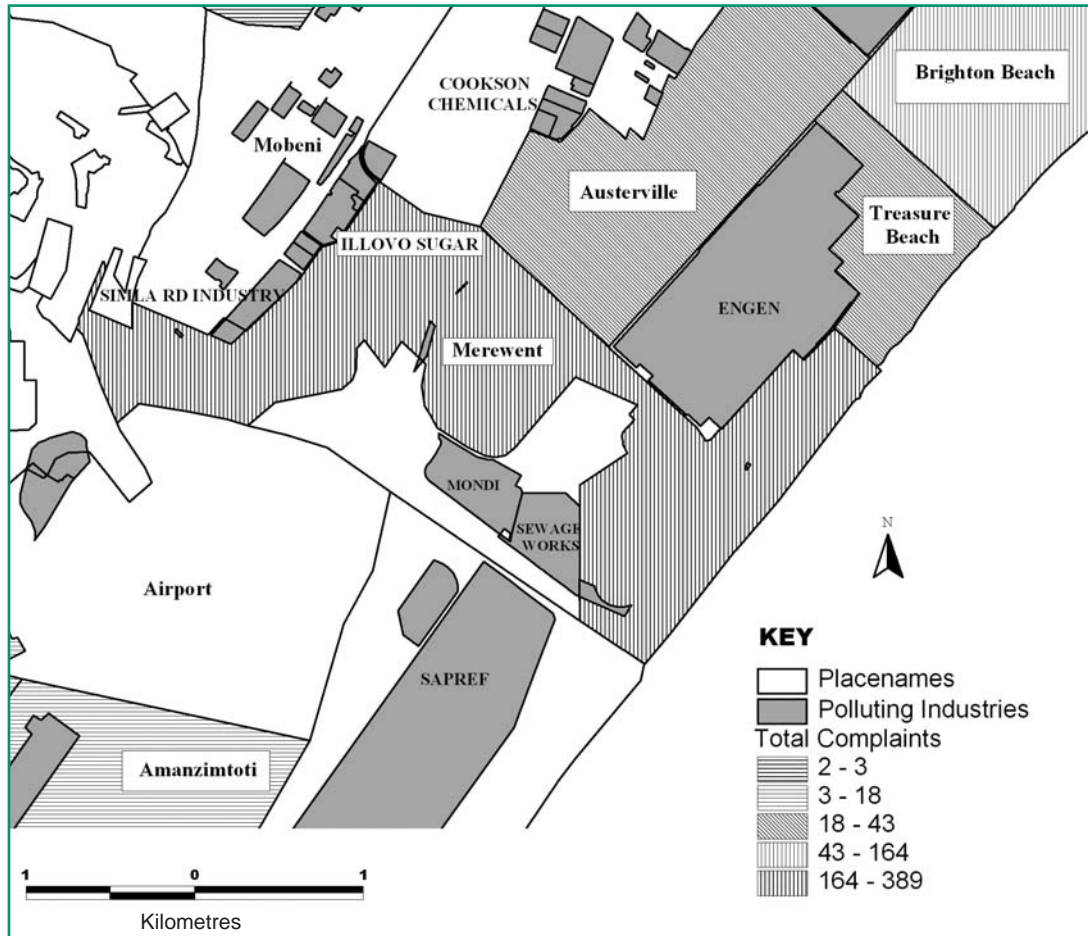 COOKSON
CHEMICALS
Brighton Beach
Mobeni
Austerville
Treasure
Beach
ILLOVO SUGAR
SIMLA RD INDUSTRY
ENGEN
Merewent
MONDI
SEWAGE
WORKS
N
Airport
SAPREF
Amanzimtoti
KEY
Placenames
Polluting Industries
Total Complaints
2 - 3
3 - 18
18 - 43
43 - 164
164 - 389
1 0 1
Kilometres